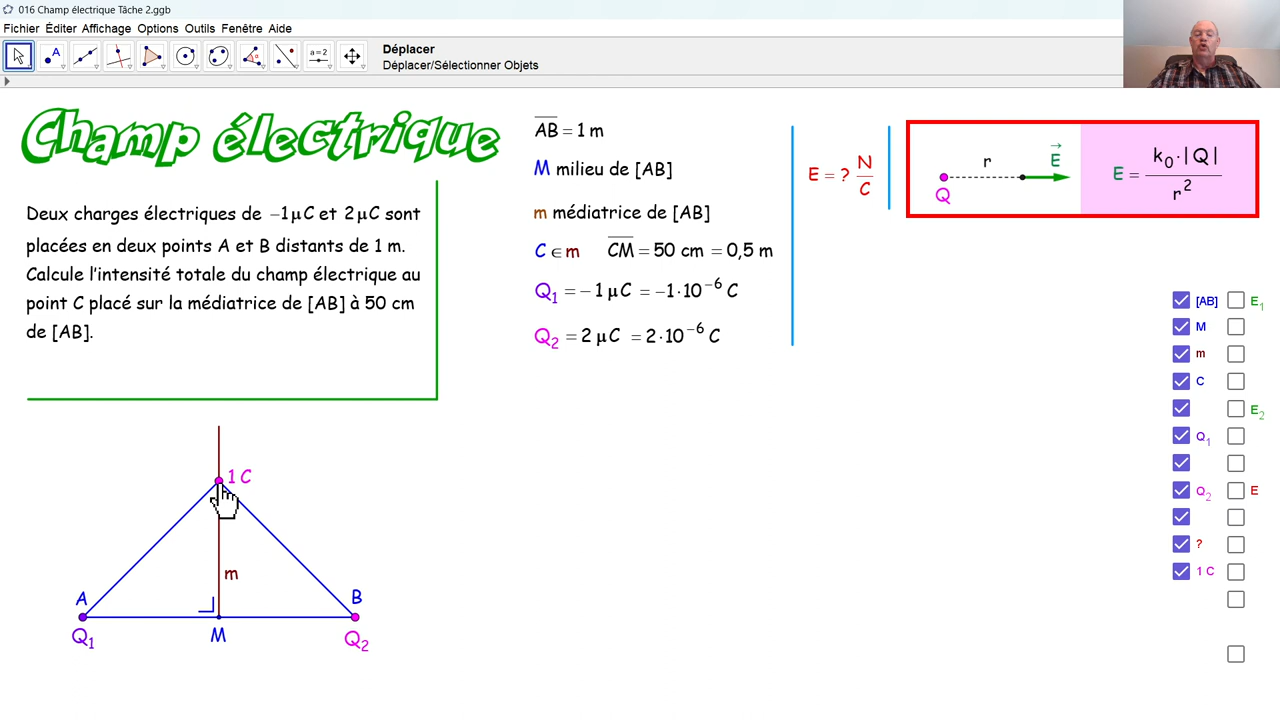 016 Champ électrique Tâche 2.ggb
Fichier Éditer Affichage Options Outils Fenêtre Aide
A
a=2
Déplacer
Déplacer/Sélectionner Objets
Champ électrique
Deux charges électriques de −1μC et 2μC sont
placées en deux points A et B distants de 1 m.
Calcule l'intensité totale du champ électrique au
point C placé sur la médiatrice de [AB] à 50 cm
de [AB].
AB = 1 m
M milieu de [AB]
m médiatrice de [AB]
C ∈ m CM = 50 cm = 0,5 m
Q₁ = −1 μC = −1·10⁻⁶ C
Q₂ = 2 μC = 2·10⁻⁶ C
E = ? N/C
Q r E
E = k₀·|Q| / r²
[AB] E₁
M
m
C
E₂
Q₁
Q₂ E
?
1 C
1 C
m
A B
Q₁ M Q₂